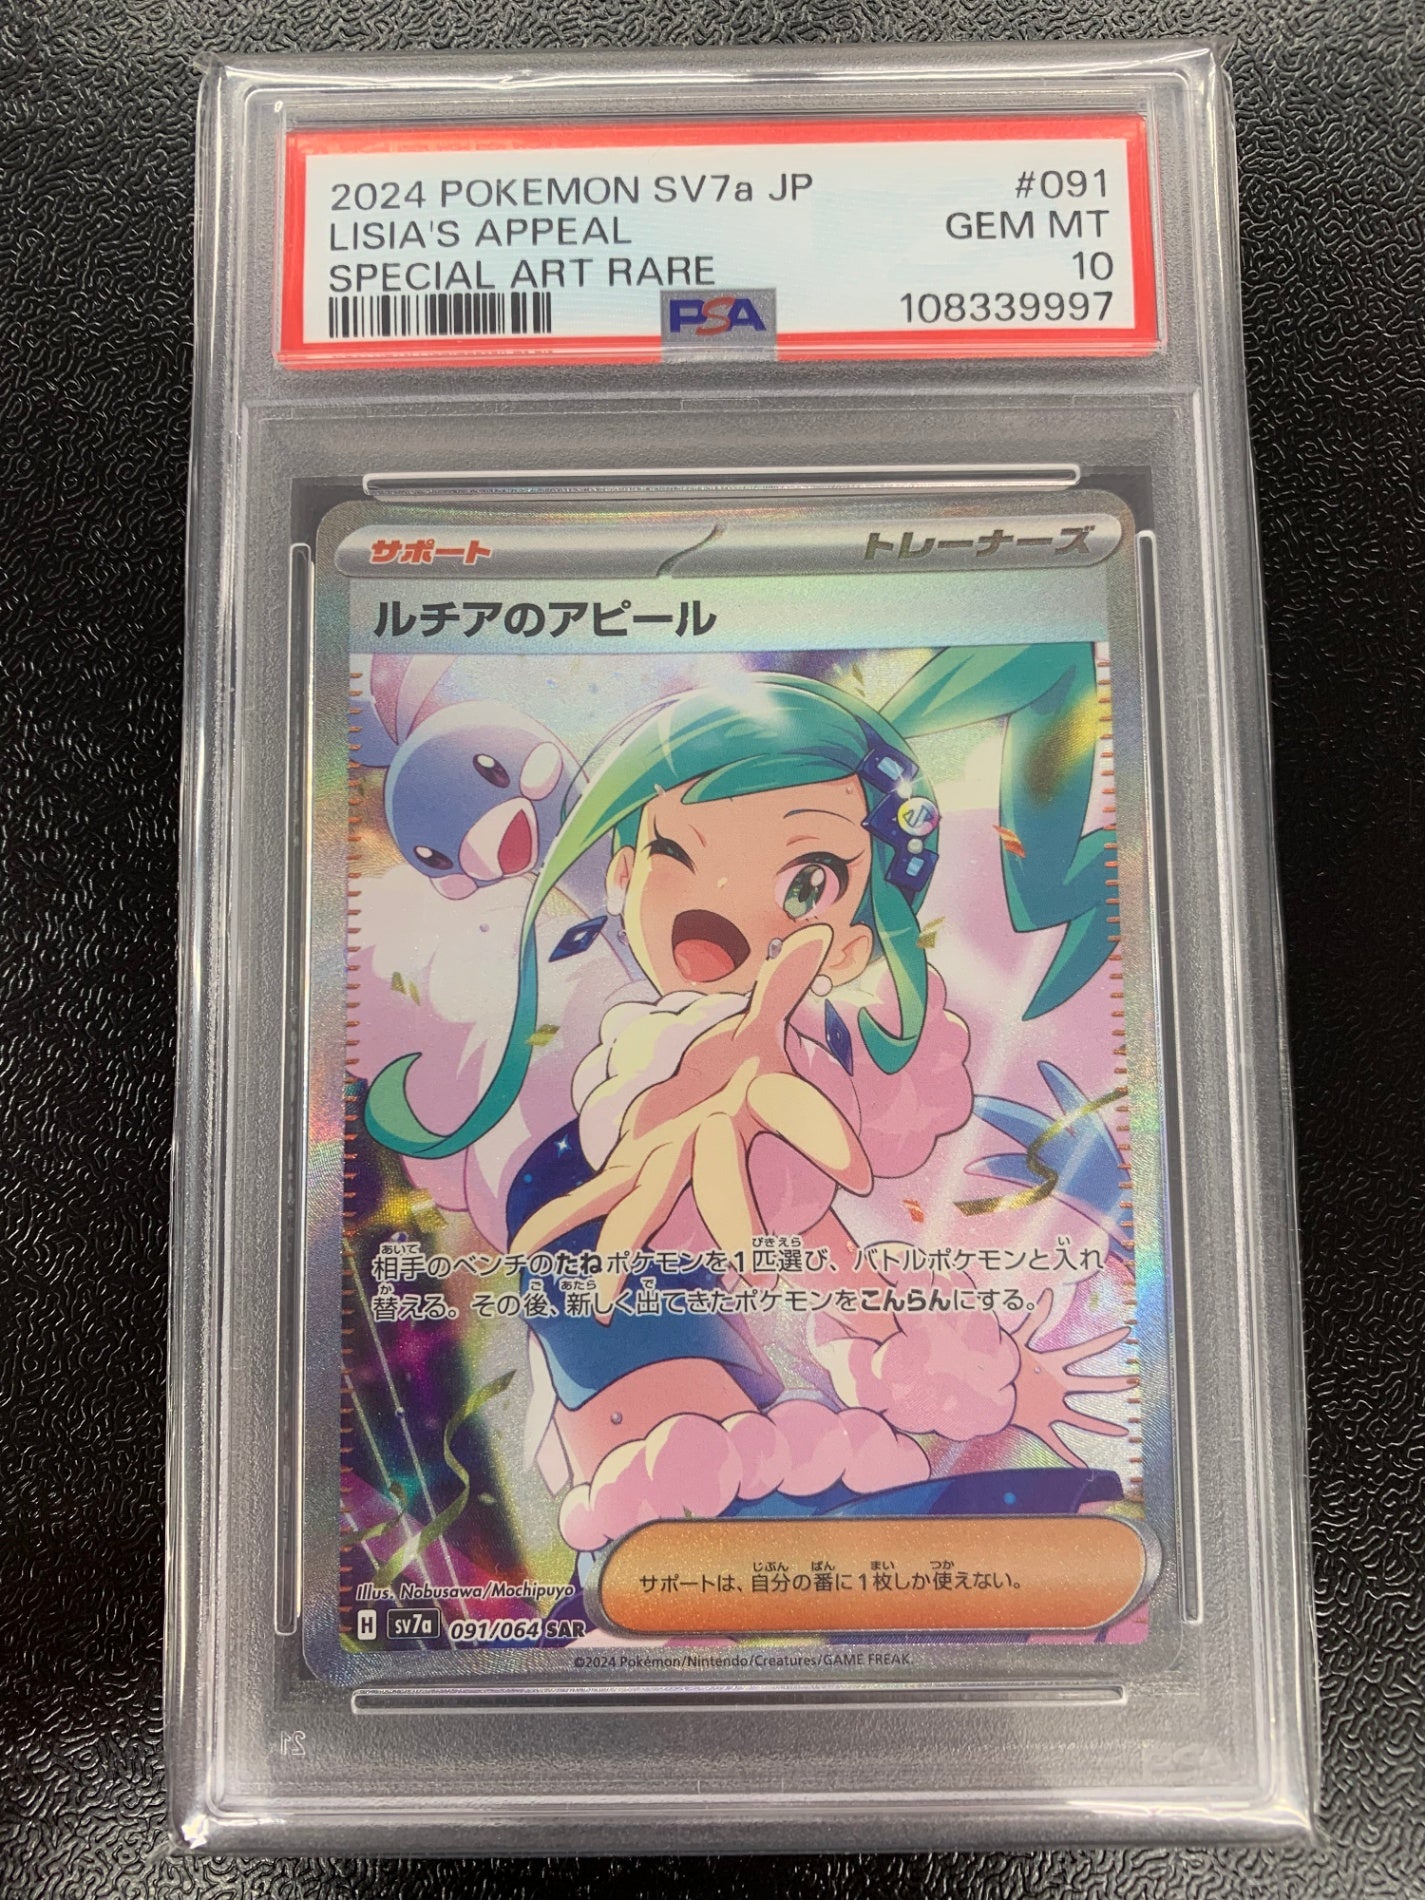 2024 POKEMON SV7a JP #091
LISIA'S APPEAL GEM MT
SPECIAL ART RARE 10
PSA 108339997
サポート トレーナーズ
ルチアのアピール
相手のベンチのたねポケモンを1匹選び、バトルポケモンと入れ
替える。その後、新しく出てきたポケモンをこんらんにする。
サポートは、自分の番に1枚しか使えない。
Illus. Nobusawa/Mochipuyo
H SV7a 091/064 SAR
©2024 Pokémon/Nintendo/Creatures/GAME FREAK.